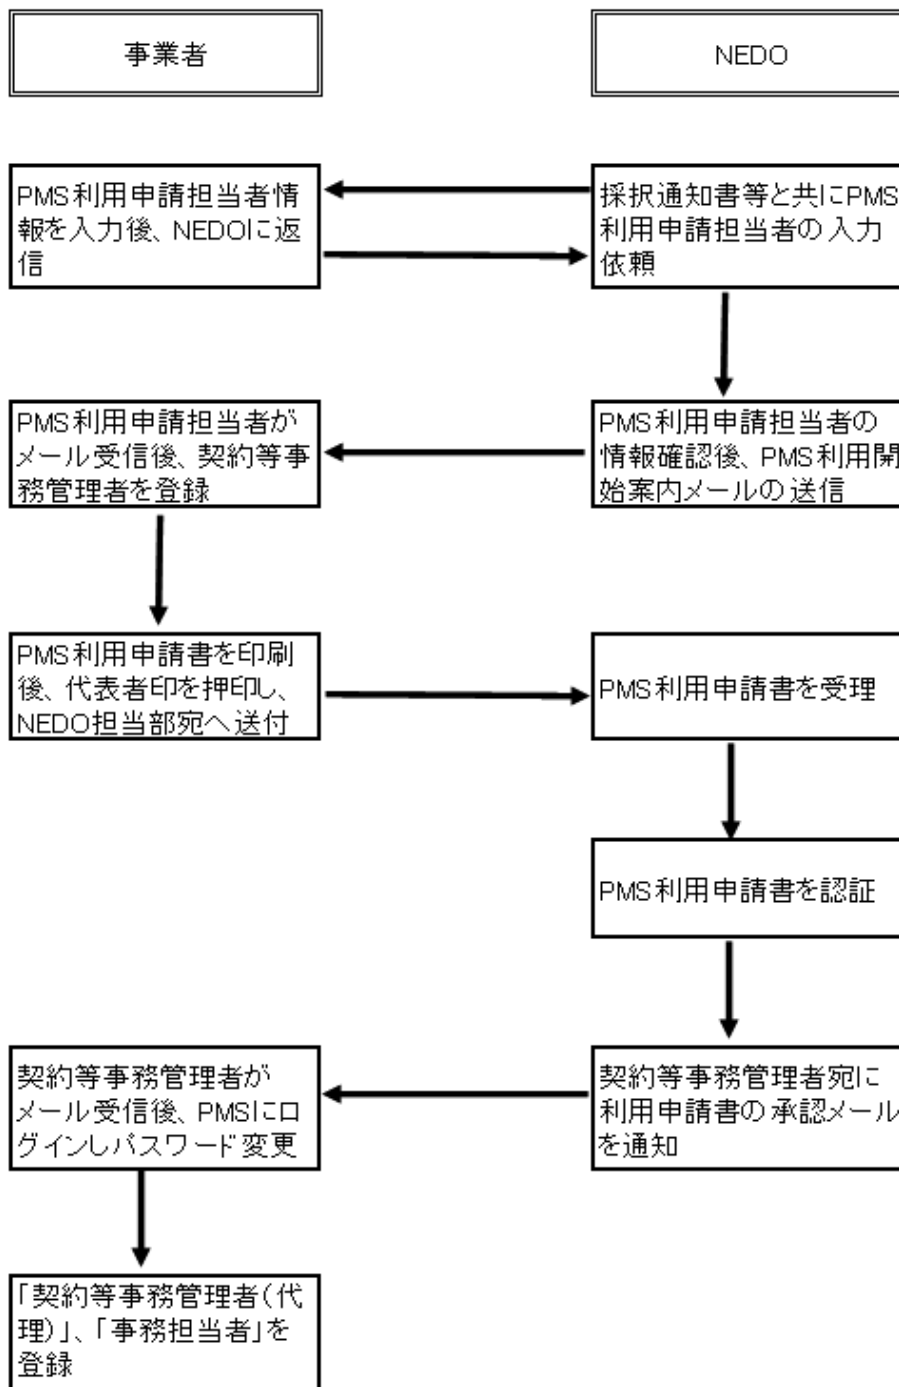 事業者
NEDO
PMS利用申請担当者情
報を入力後、NEDOに返
信
採択通知書等と共にPMS
利用申請担当者の入力
依頼
PMS利用申請担当者が
メール受信後、契約等事
務管理者を登録
PMS利用申請担当者の
情報確認後、PMS利用開
始案内メールの送信
PMS利用申請書を印刷
後、代表者印を押印し、
NEDO担当部宛へ送付
PMS利用申請書を受理
PMS利用申請書を認証
契約等事務管理者が
メール受信後、PMSにロ
グインしパスワード変更
契約等事務管理者宛に
利用申請書の承認メール
を通知
「契約等事務管理者(代
理)」、「事務担当者」を
登録